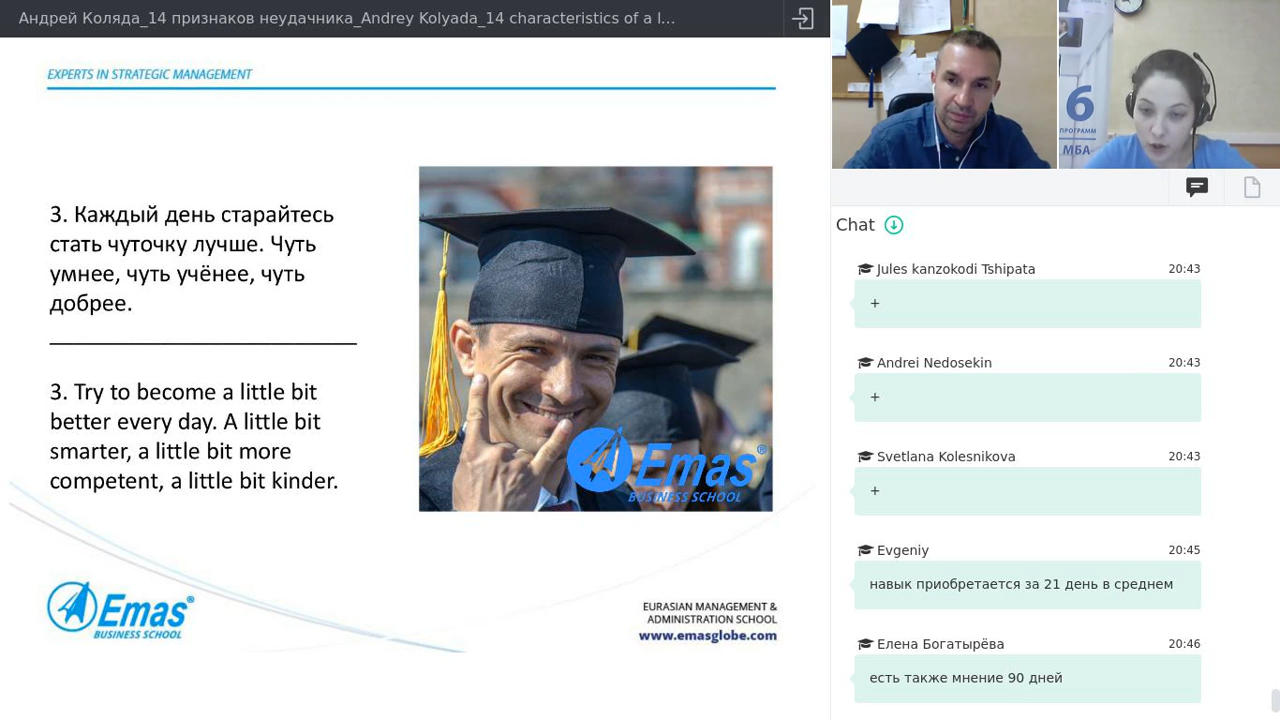 Андрей Коляда_14 признаков неудачника_Andrey Kolyada_14 characteristics of a l...
EXPERTS IN STRATEGIC MANAGEMENT
3. Каждый день старайтесь
стать чуточку лучше. Чуть
умнее, чуть учёнее, чуть
добрее.
3. Try to become a little bit
better every day. A little bit
smarter, a little bit more
competent, a little bit kinder.
Emas®
BUSINESS SCHOOL
Emas®
BUSINESS SCHOOL
EURASIAN MANAGEMENT &
ADMINISTRATION SCHOOL
www.emasglobe.com
6
ПРОГРАММ
МБА
Chat
Jules kanzokodi Tshipata 20:43
+
Andrei Nedosekin 20:43
+
Svetlana Kolesnikova 20:43
+
Evgeniy 20:45
навык приобретается за 21 день в среднем
Елена Богатырёва 20:46
есть также мнение 90 дней